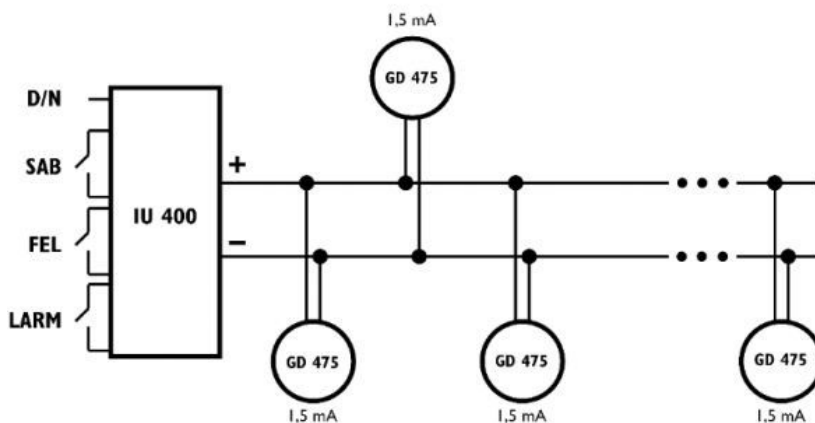 1,5 mA
GD 475
D/N
SAB
FEL
LARM
IU 400
+
−
GD 475
1,5 mA
GD 475
1,5 mA
GD 475
1,5 mA